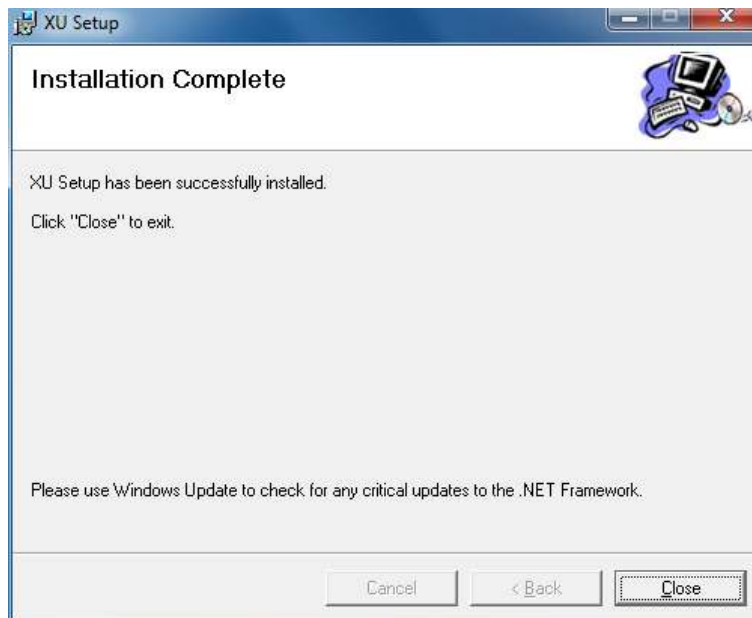 XU Setup
Installation Complete
XU Setup has been successfully installed.
Click "Close" to exit.
Please use Windows Update to check for any critical updates to the .NET Framework.
Cancel
< Back
Close